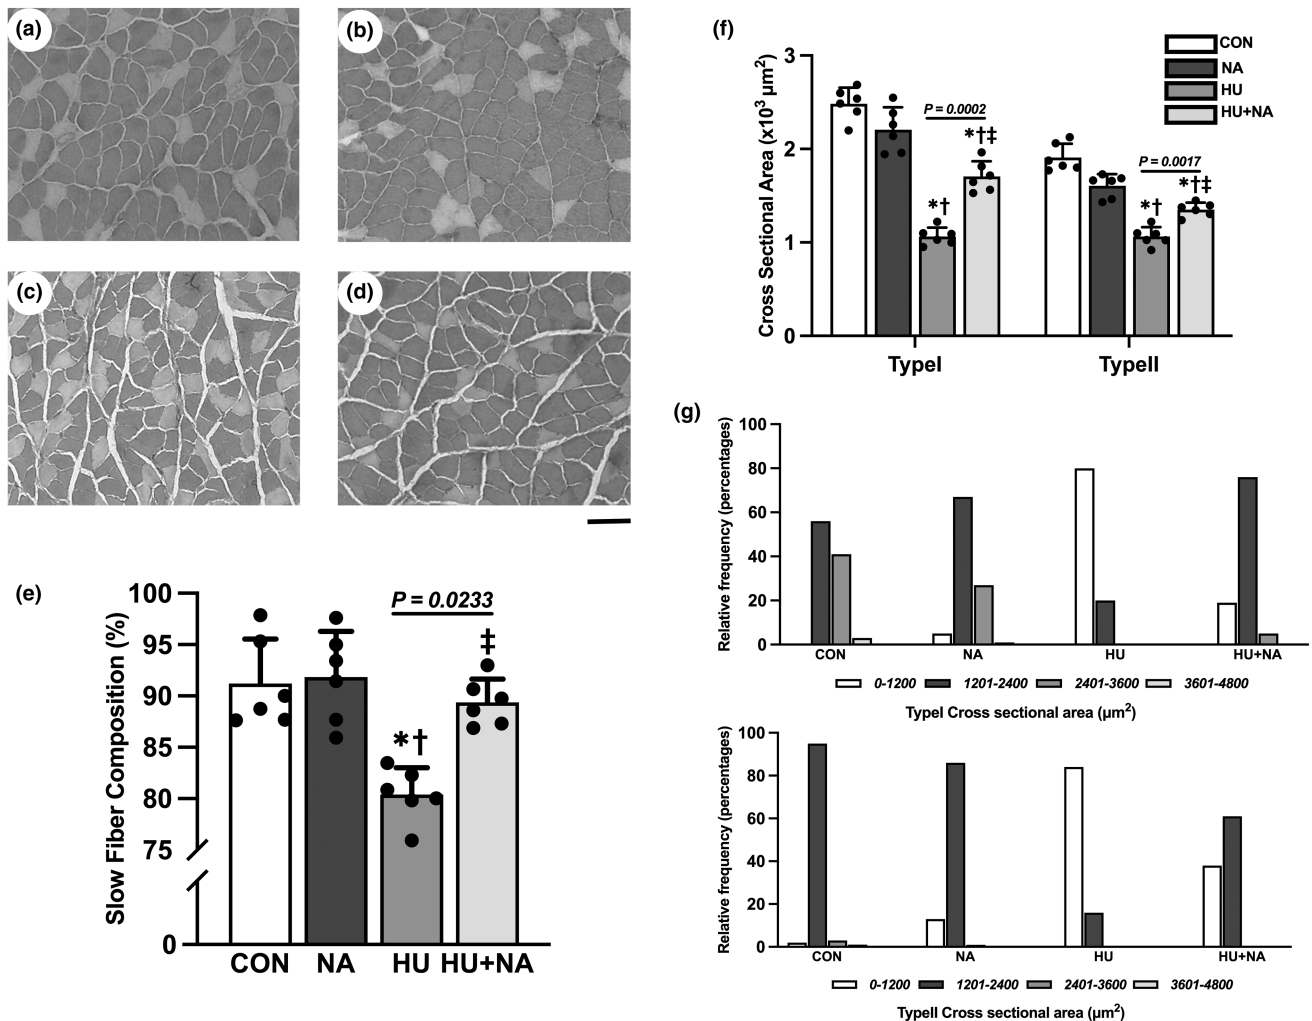 (a)
(b)
(c)
(d)
(e)
Slow Fiber Composition (%)
100
95
90
85
80
75
0
P = 0.0233
*†
‡
CON NA HU HU+NA
(f)
Cross Sectional Area (x10³ μm²)
3
2
1
0
CON
NA
HU
HU+NA
P = 0.0002
*†
*†‡
P = 0.0017
*†
*†‡
TypeI TypeII
(g)
Relative frequency (percentages)
100
80
60
40
20
0
CON NA HU HU+NA
0-1200 1201-2400 2401-3600 3601-4800
TypeI Cross sectional area (μm²)
Relative frequency (percentages)
100
80
60
40
20
0
CON NA HU HU+NA
0-1200 1201-2400 2401-3600 3601-4800
TypeII Cross sectional area (μm²)